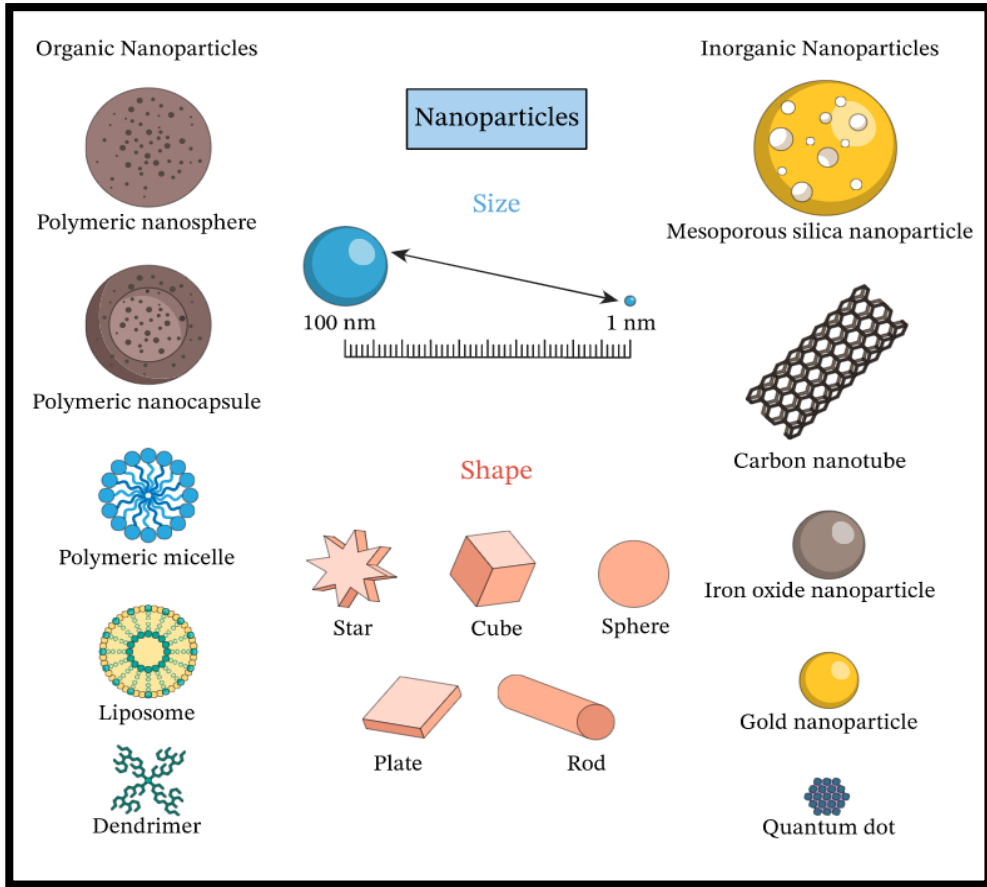 Organic Nanoparticles
Polymeric nanosphere
Polymeric nanocapsule
Polymeric micelle
Liposome
Dendrimer
Nanoparticles
Size
100 nm
1 nm
Shape
Star
Cube
Sphere
Plate
Rod
Inorganic Nanoparticles
Mesoporous silica nanoparticle
Carbon nanotube
Iron oxide nanoparticle
Gold nanoparticle
Quantum dot